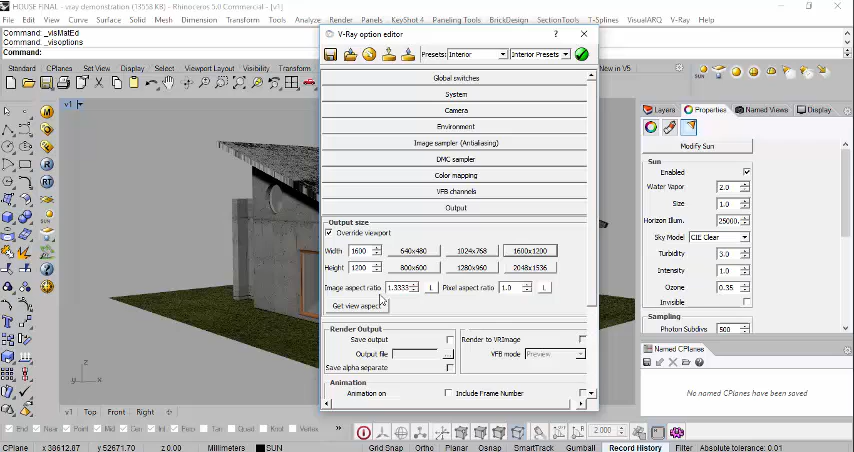 HOUSE FINAL - vray demonstration (13558 KB) - Rhinoceros 5.0 Commercial - [v1]
File Edit View Curve Surface Solid Mesh Dimension Transform Tools Analyze Render Panels KeyShot 4 Paneling Tools BrickDesign SectionTools T-Splines VisualARQ V-Ray Help
Command: _visMatEd
Command: _visoptions
Command:
Standard CPlanes Set View Display Select Viewport Layout Visibility
New in V5
V-Ray option editor
?
Presets: Interior Interior Presets
Global switches
System
Camera
Environment
Image sampler (Antialiasing)
DMC sampler
Color mapping
VFB channels
Output
Output size
Override viewport
Width 1600 640x480 1024x768 1600x1200
Height 1200 800x600 1280x960 2048x1536
Image aspect ratio 1.3333 L Pixel aspect ratio 1.0 L
Get view aspect
Render Output
Save output
Render to VRImage
Output file ...
VFB mode Preview
Save alpha separate
Animation
Animation on Include Frame Number
v1
z
y x
v1 Top Front Right
Layers Properties Named Views Display
Modify Sun
Sun
Enabled
Water Vapor 2.0
Size 1.0
Horizon Illum. 25000.
Sky Model CIE Clear
Turbidity 3.0
Intensity 1.0
Ozone 0.35
Invisible
Sampling
Photon Subdivs 500
Named CPlanes
No named CPlanes have been saved
End Near Point Mid Cen Int Perp Tan Quad Knot Vertices
2.000
CPlane x 38612.87 y 52671.70 z 0.00 Millimeters SUN Grid Snap Ortho Planar Osnap SmartTrack Gumball Record History Filter Absolute tolerance: 0.01